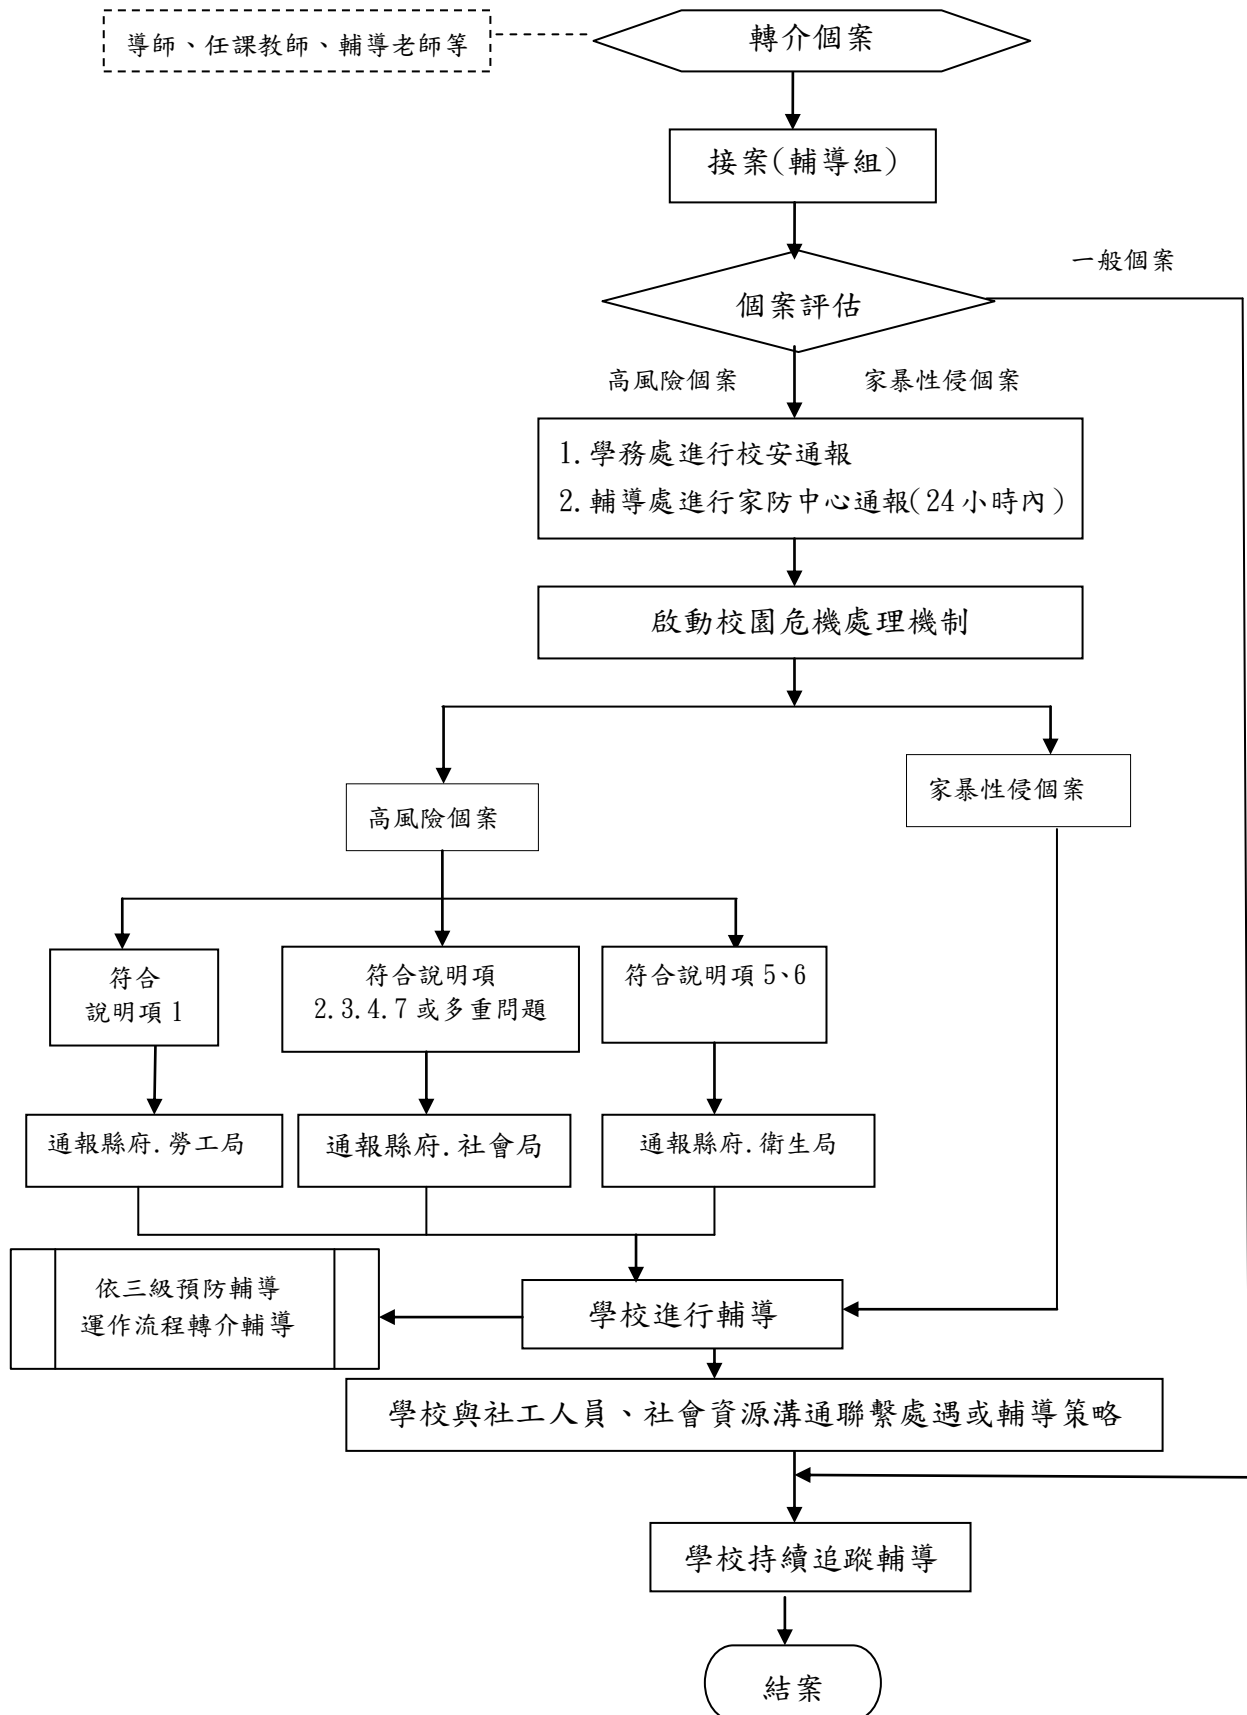 導師、任課教師、輔導老師等
轉介個案
接案(輔導組)
一般個案
個案評估
高風險個案
家暴性侵個案
1.學務處進行校安通報
2.輔導處進行家防中心通報(24小時內)
啟動校園危機處理機制
家暴性侵個案
高風險個案
符合
說明項1
符合說明項
2.3.4.7或多重問題
符合說明項5、6
通報縣府.勞工局
通報縣府.社會局
通報縣府.衛生局
依三級預防輔導
運作流程轉介輔導
學校進行輔導
學校與社工人員、社會資源溝通聯繫處遇或輔導策略
學校持續追蹤輔導
結案